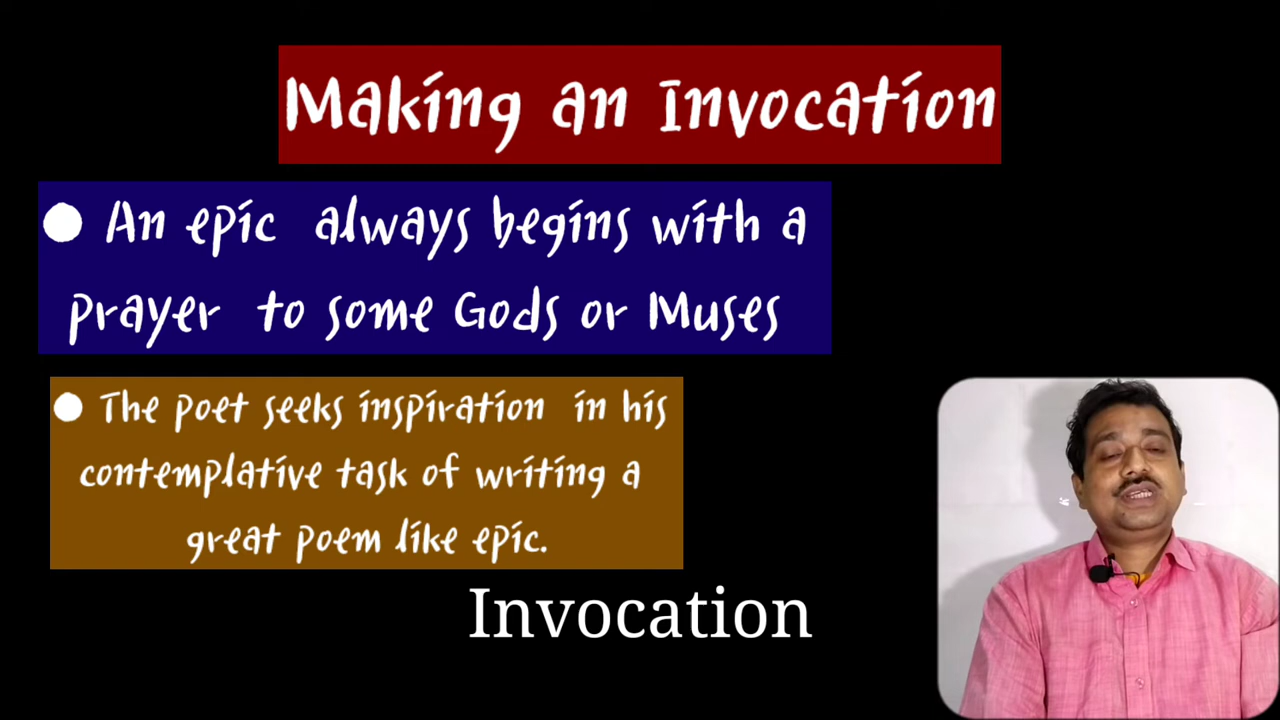 Making an Invocation
● An epic always begins with a
prayer to some Gods or Muses
● The poet seeks inspiration in his
contemplative task of writing a
great poem like epic.
Invocation